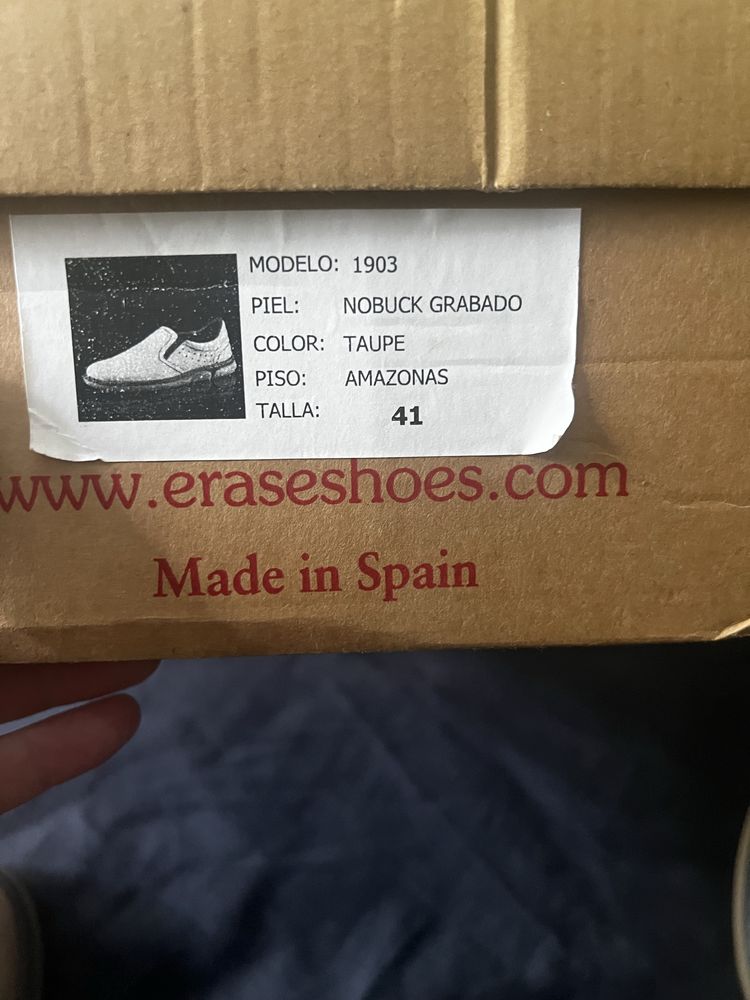 MODELO: 1903
PIEL: NOBUCK GRABADO
COLOR: TAUPE
PISO: AMAZONAS
TALLA: 41
www.eraseshoes.com
Made in Spain